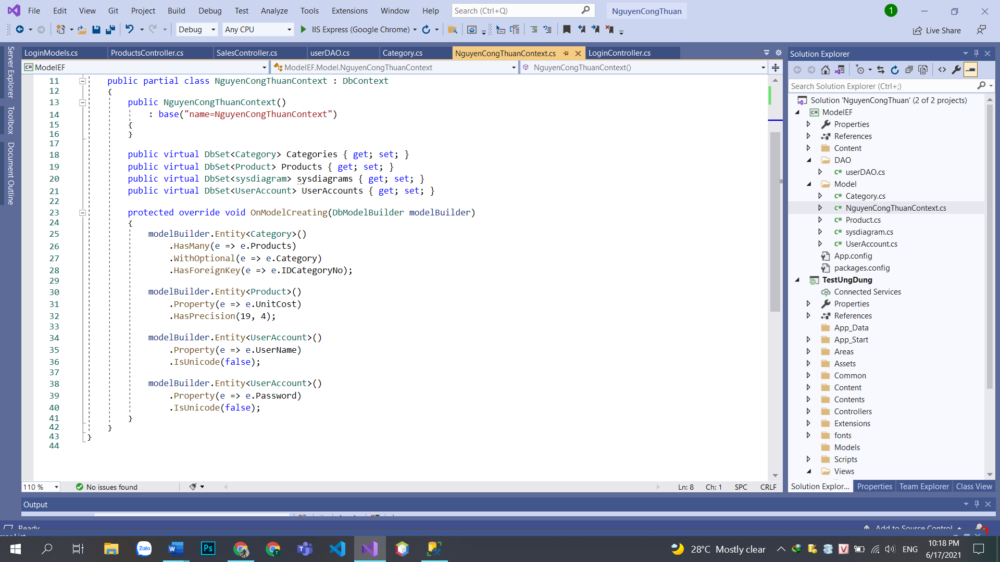 File Edit View Git Project Build Debug Test Analyze Tools Extensions Window Help Search (Ctrl+Q) NguyenCongThuan 1
Debug Any CPU IIS Express (Google Chrome) Live Share
LoginModels.cs ProductsController.cs SalesController.cs userDAO.cs Category.cs NguyenCongThuanContext.cs LoginController.cs
C# ModelEF ModelEF.Model.NguyenCongThuanContext NguyenCongThuanContext()
Server Explorer
Toolbox
Document Outline
11 public partial class NguyenCongThuanContext : DbContext
12 {
13 public NguyenCongThuanContext()
14 : base("name=NguyenCongThuanContext")
15 {
16 }
17
18 public virtual DbSet<Category> Categories { get; set; }
19 public virtual DbSet<Product> Products { get; set; }
20 public virtual DbSet<sysdiagram> sysdiagrams { get; set; }
21 public virtual DbSet<UserAccount> UserAccounts { get; set; }
22
23 protected override void OnModelCreating(DbModelBuilder modelBuilder)
24 {
25 modelBuilder.Entity<Category>()
26 .HasMany(e => e.Products)
27 .WithOptional(e => e.Category)
28 .HasForeignKey(e => e.IDCategoryNo);
29
30 modelBuilder.Entity<Product>()
31 .Property(e => e.UnitCost)
32 .HasPrecision(19, 4);
33
34 modelBuilder.Entity<UserAccount>()
35 .Property(e => e.UserName)
36 .IsUnicode(false);
37
38 modelBuilder.Entity<UserAccount>()
39 .Property(e => e.Password)
40 .IsUnicode(false);
41 }
42 }
43 }
44
110 % No issues found Ln: 8 Ch: 1 SPC CRLF
Solution Explorer
Search Solution Explorer (Ctrl+;)
Solution 'NguyenCongThuan' (2 of 2 projects)
C# ModelEF
Properties
References
Content
DAO
C# userDAO.cs
Model
C# Category.cs
C# NguyenCongThuanContext.cs
C# Product.cs
C# sysdiagram.cs
C# UserAccount.cs
App.config
packages.config
TestUngDung
Connected Services
Properties
References
App_Data
App_Start
Areas
Assets
Common
Content
Contents
Controllers
Extensions
fonts
Models
Scripts
Views
Solution Explor... Properties Team Explorer Class View
Output
Ready Add to Source Control
Zalo W Ps T 28°C Mostly clear V ENG 10:18 PM
6/17/2021